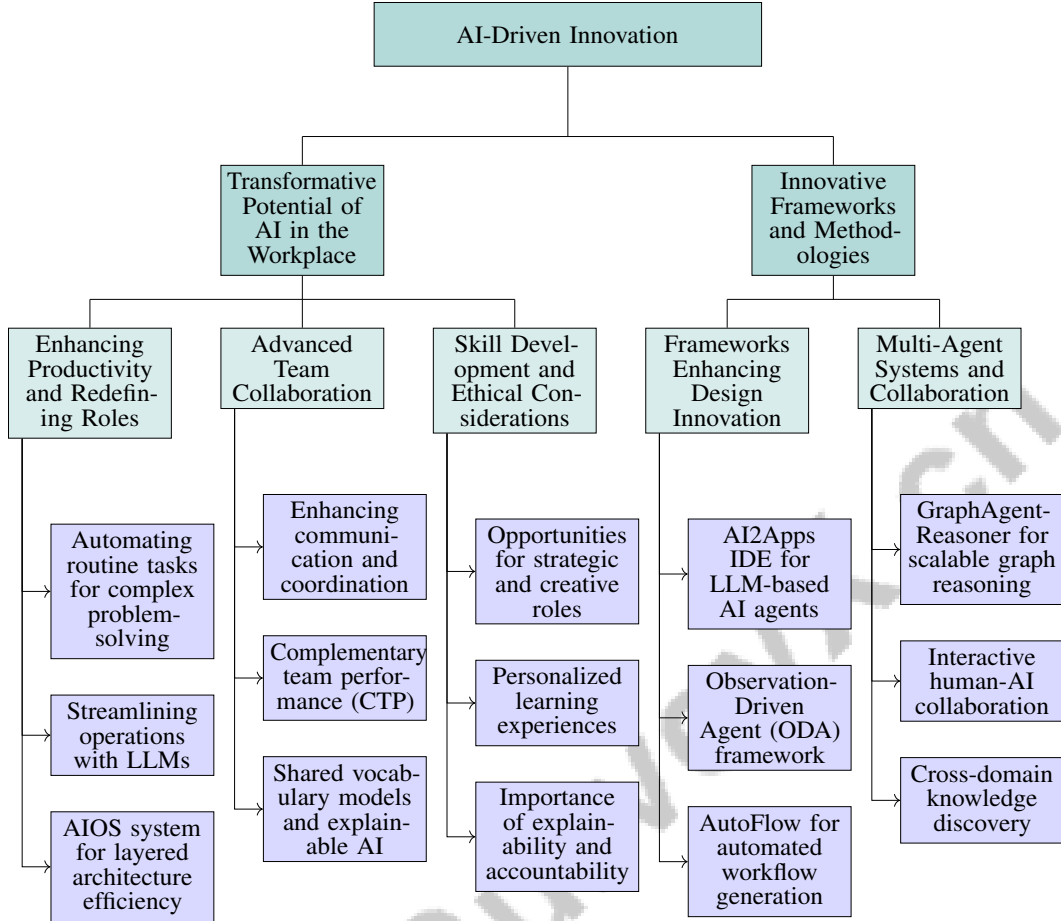 AI-Driven Innovation
Transformative
Potential of
AI in the
Workplace
Innovative
Frameworks
and Method-
ologies
Enhancing
Productivity
and Redefin-
ing Roles
Advanced
Team
Collaboration
Skill Devel-
opment and
Ethical Con-
siderations
Frameworks
Enhancing
Design
Innovation
Multi-Agent
Systems and
Collaboration
Automating
routine tasks
for complex
problem-
solving
Streamlining
operations
with LLMs
AIOS system
for layered
architecture
efficiency
Enhancing
communi-
cation and
coordination
Complementary
team perfor-
mance (CTP)
Shared vocab-
ulary models
and explain-
able AI
Opportunities
for strategic
and creative
roles
Personalized
learning
experiences
Importance
of explain-
ability and
accountability
AI2Apps
IDE for
LLM-based
AI agents
Observation-
Driven
Agent (ODA)
framework
AutoFlow for
automated
workflow
generation
GraphAgent-
Reasoner for
scalable graph
reasoning
Interactive
human-AI
collaboration
Cross-domain
knowledge
discovery